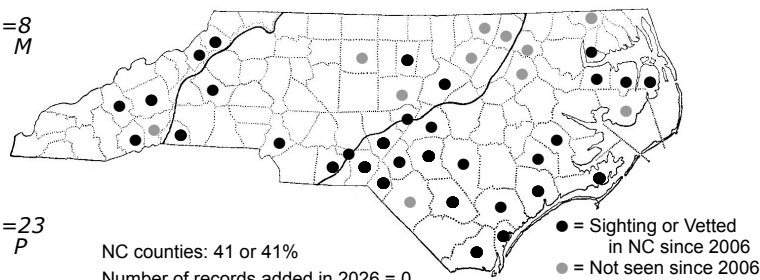 =8
M
=23
P
NC counties: 41 or 41%
Number of records added in 2026 = 0
● = Sighting or Vetted
in NC since 2006
● = Not seen since 2006